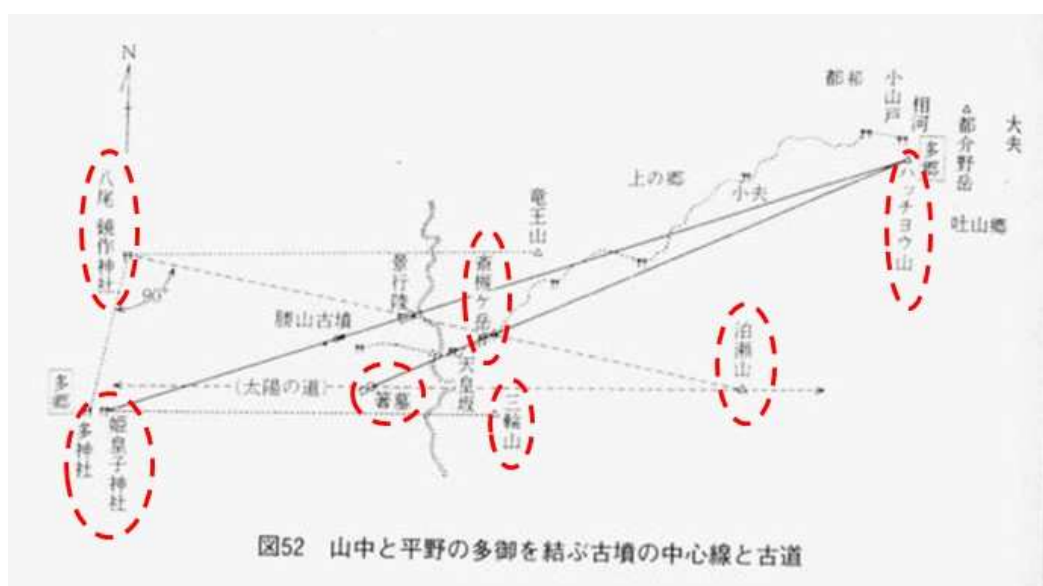 N
都祁
小山戸
相河
都介野岳
大夫
多郷
ハッチヨウ山
吐山郷
上の郷
小夫
竜王山
八尾 鏡作神社
90°
景行陵
斎槻ケ岳
勝山古墳
泊瀬山
天皇坂
(太陽の道)
箸墓
三輪山
多郷
多神社
姫皇子神社
図52 山中と平野の多御を結ぶ古墳の中心線と古道